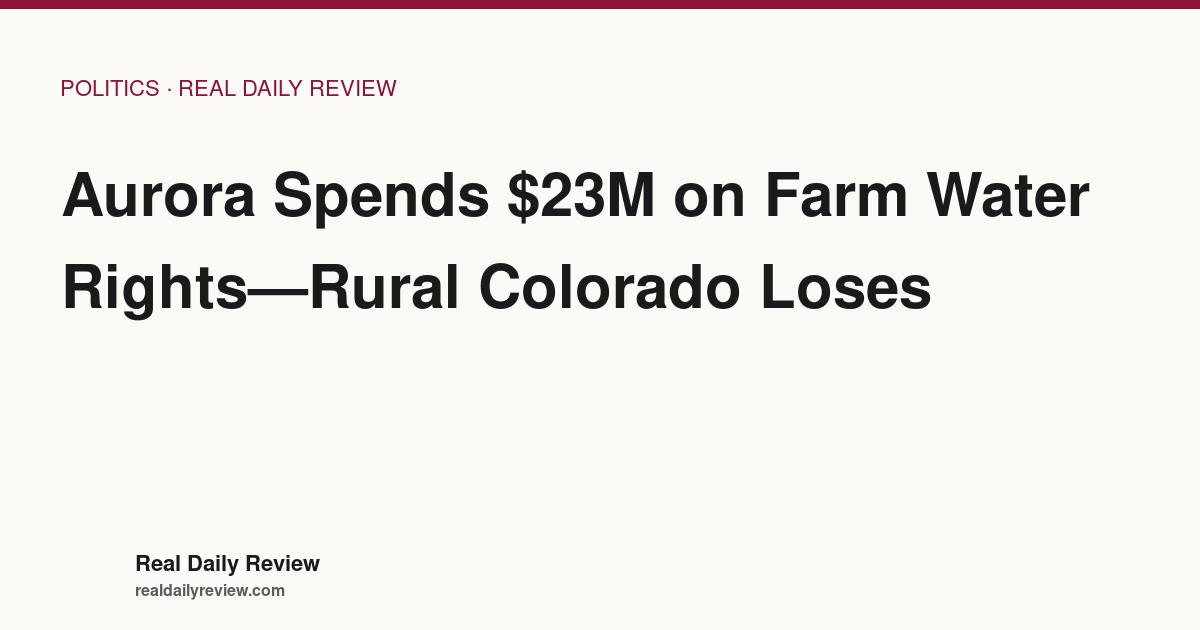 POLITICS · REAL DAILY REVIEW
Aurora Spends $23M on Farm Water
Rights—Rural Colorado Loses
Real Daily Review
realdailyreview.com